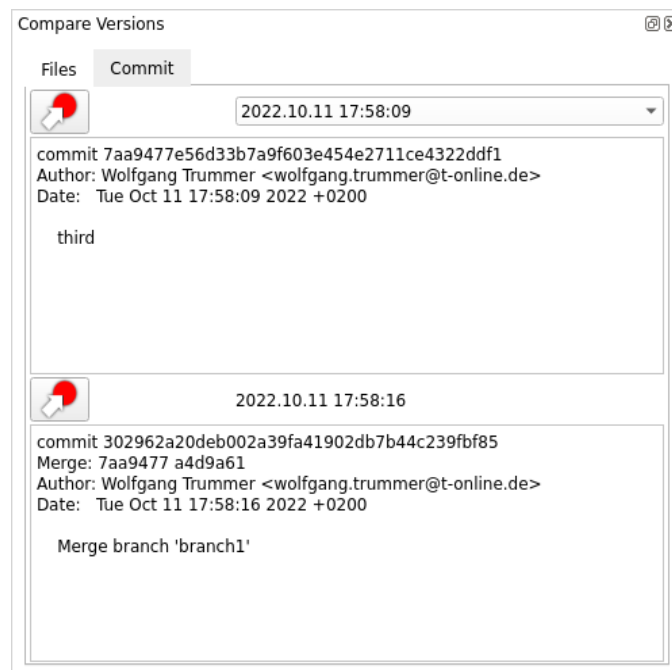 Compare Versions
Files Commit
2022.10.11 17:58:09
commit 7aa9477e56d33b7a9f603e454e2711ce4322ddf1
Author: Wolfgang Trummer <wolfgang.trummer@t-online.de>
Date:   Tue Oct 11 17:58:09 2022 +0200
third
2022.10.11 17:58:16
commit 302962a20deb002a39fa41902db7b44c239fbf85
Merge: 7aa9477 a4d9a61
Author: Wolfgang Trummer <wolfgang.trummer@t-online.de>
Date:   Tue Oct 11 17:58:16 2022 +0200
Merge branch 'branch1'